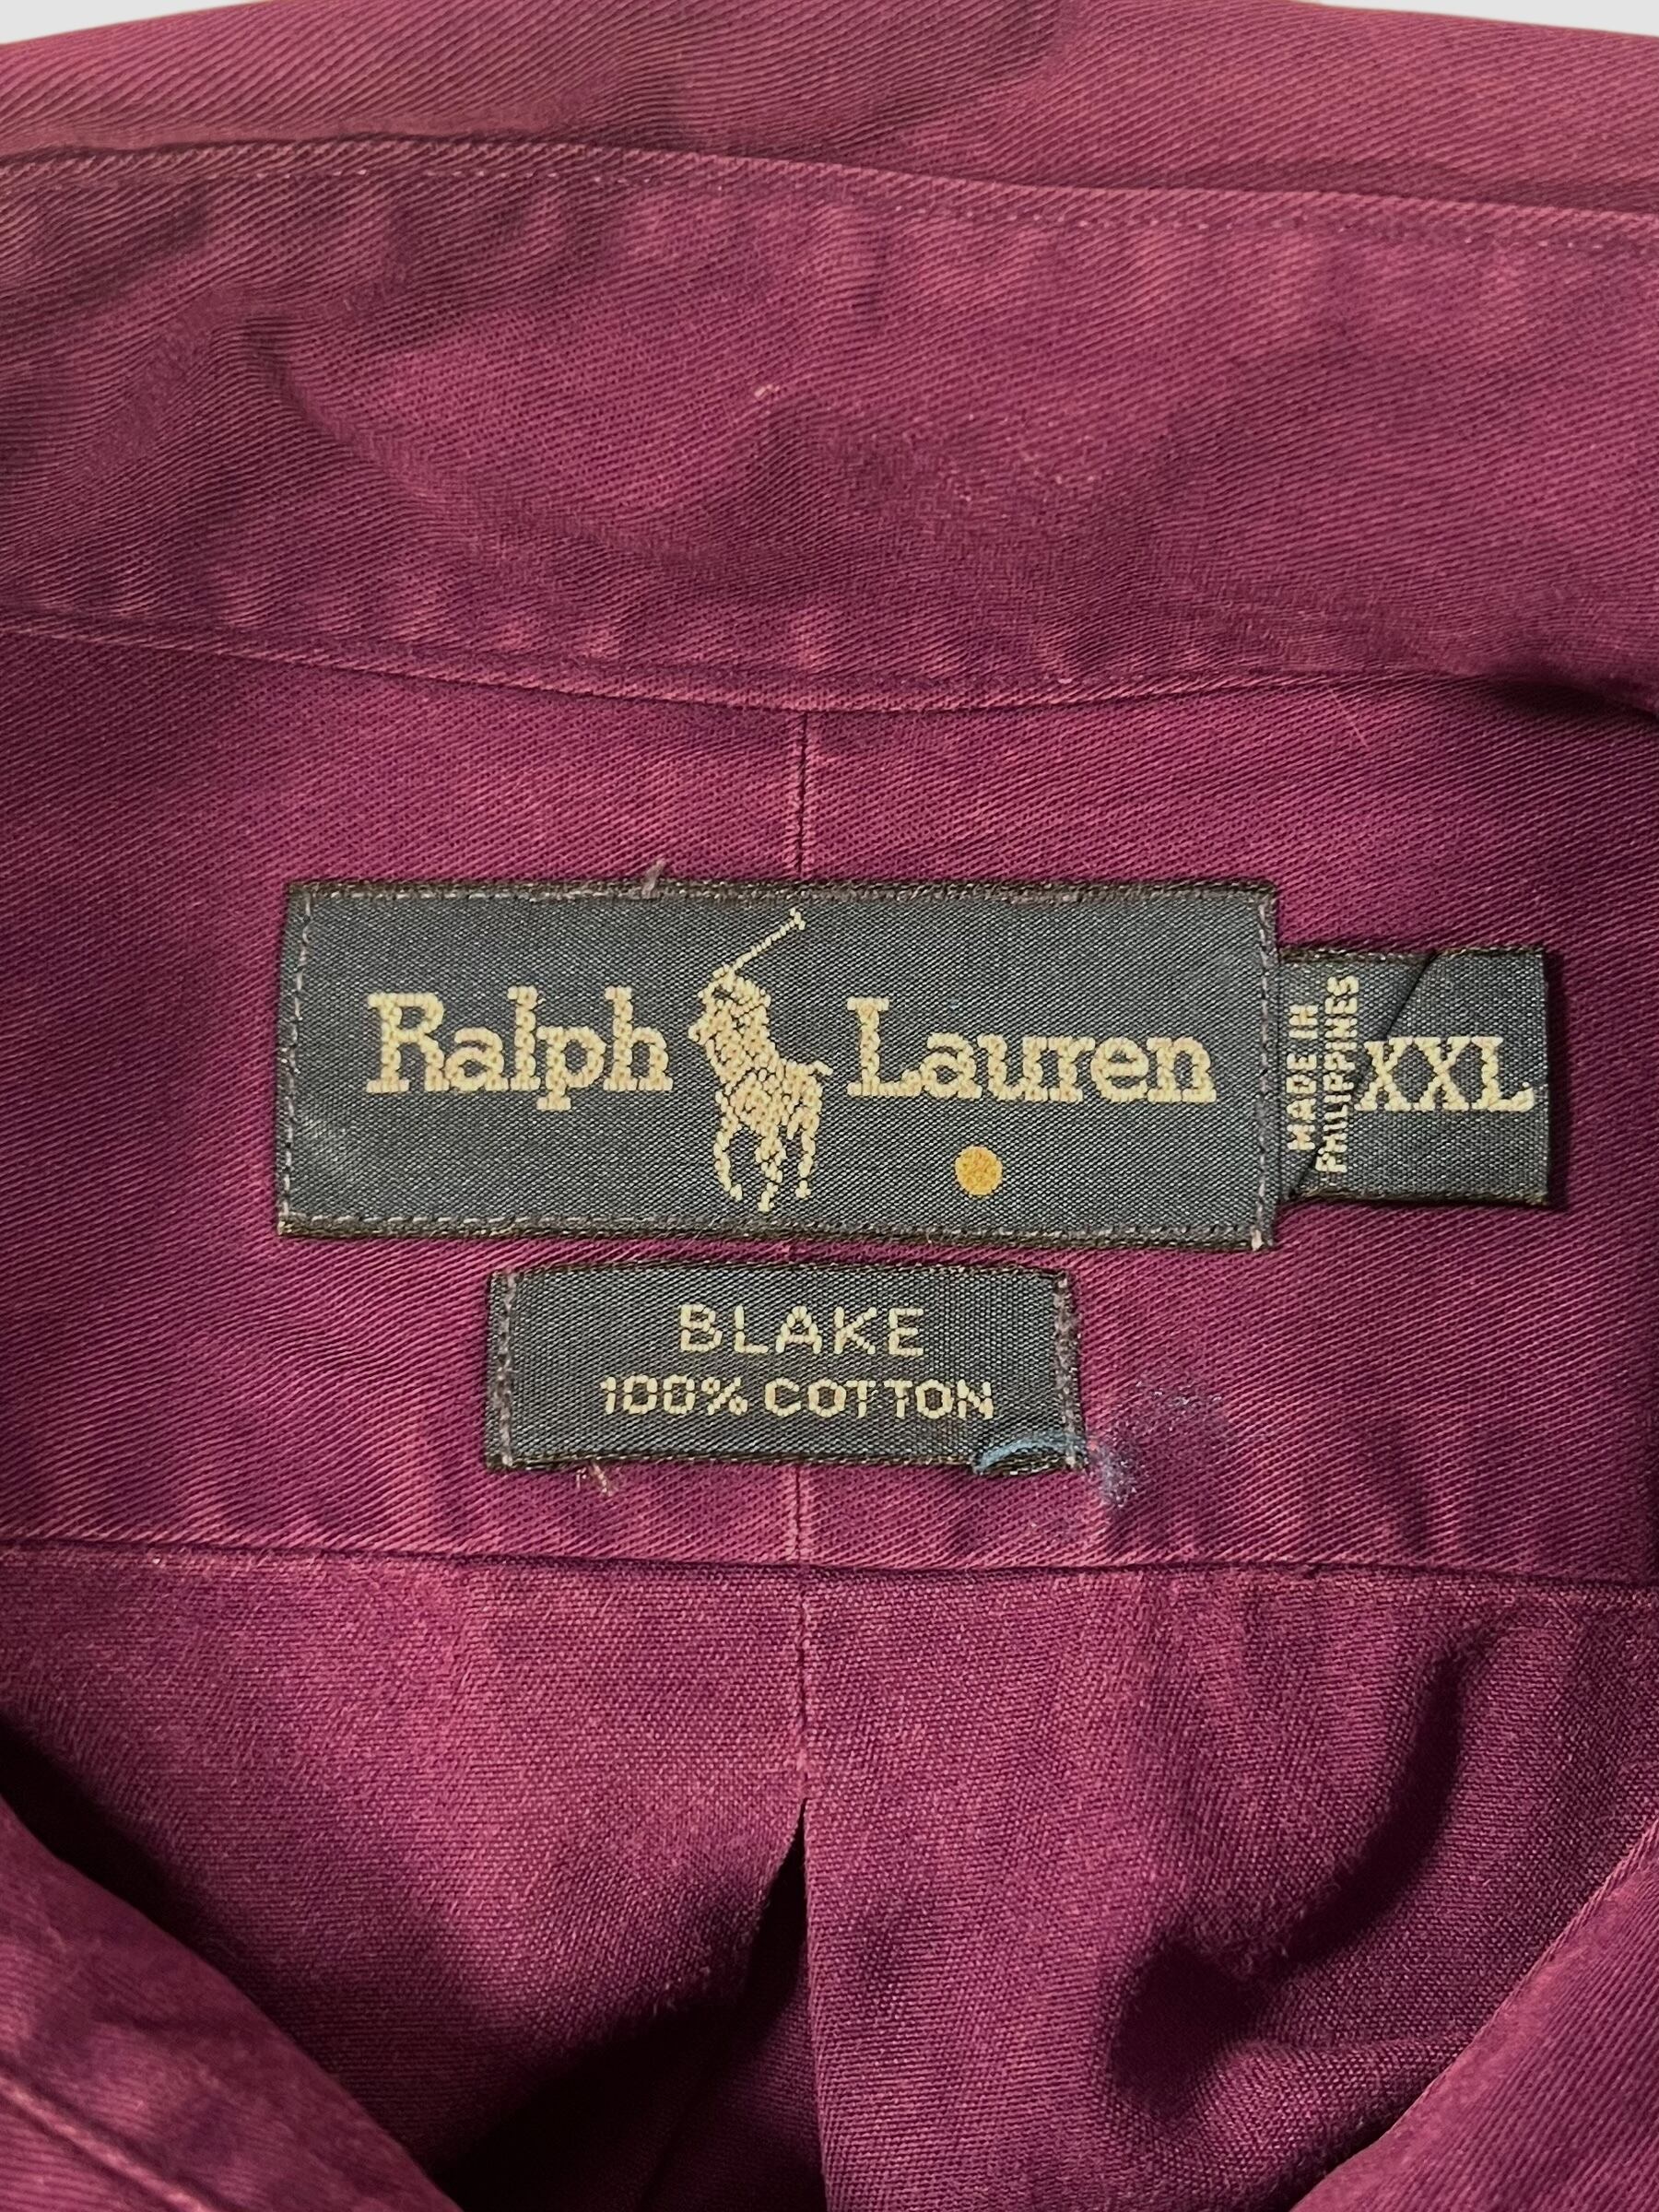 Ralph Lauren
MADE IN
PHILIPPINES
XXL
BLAKE
100% COTTON